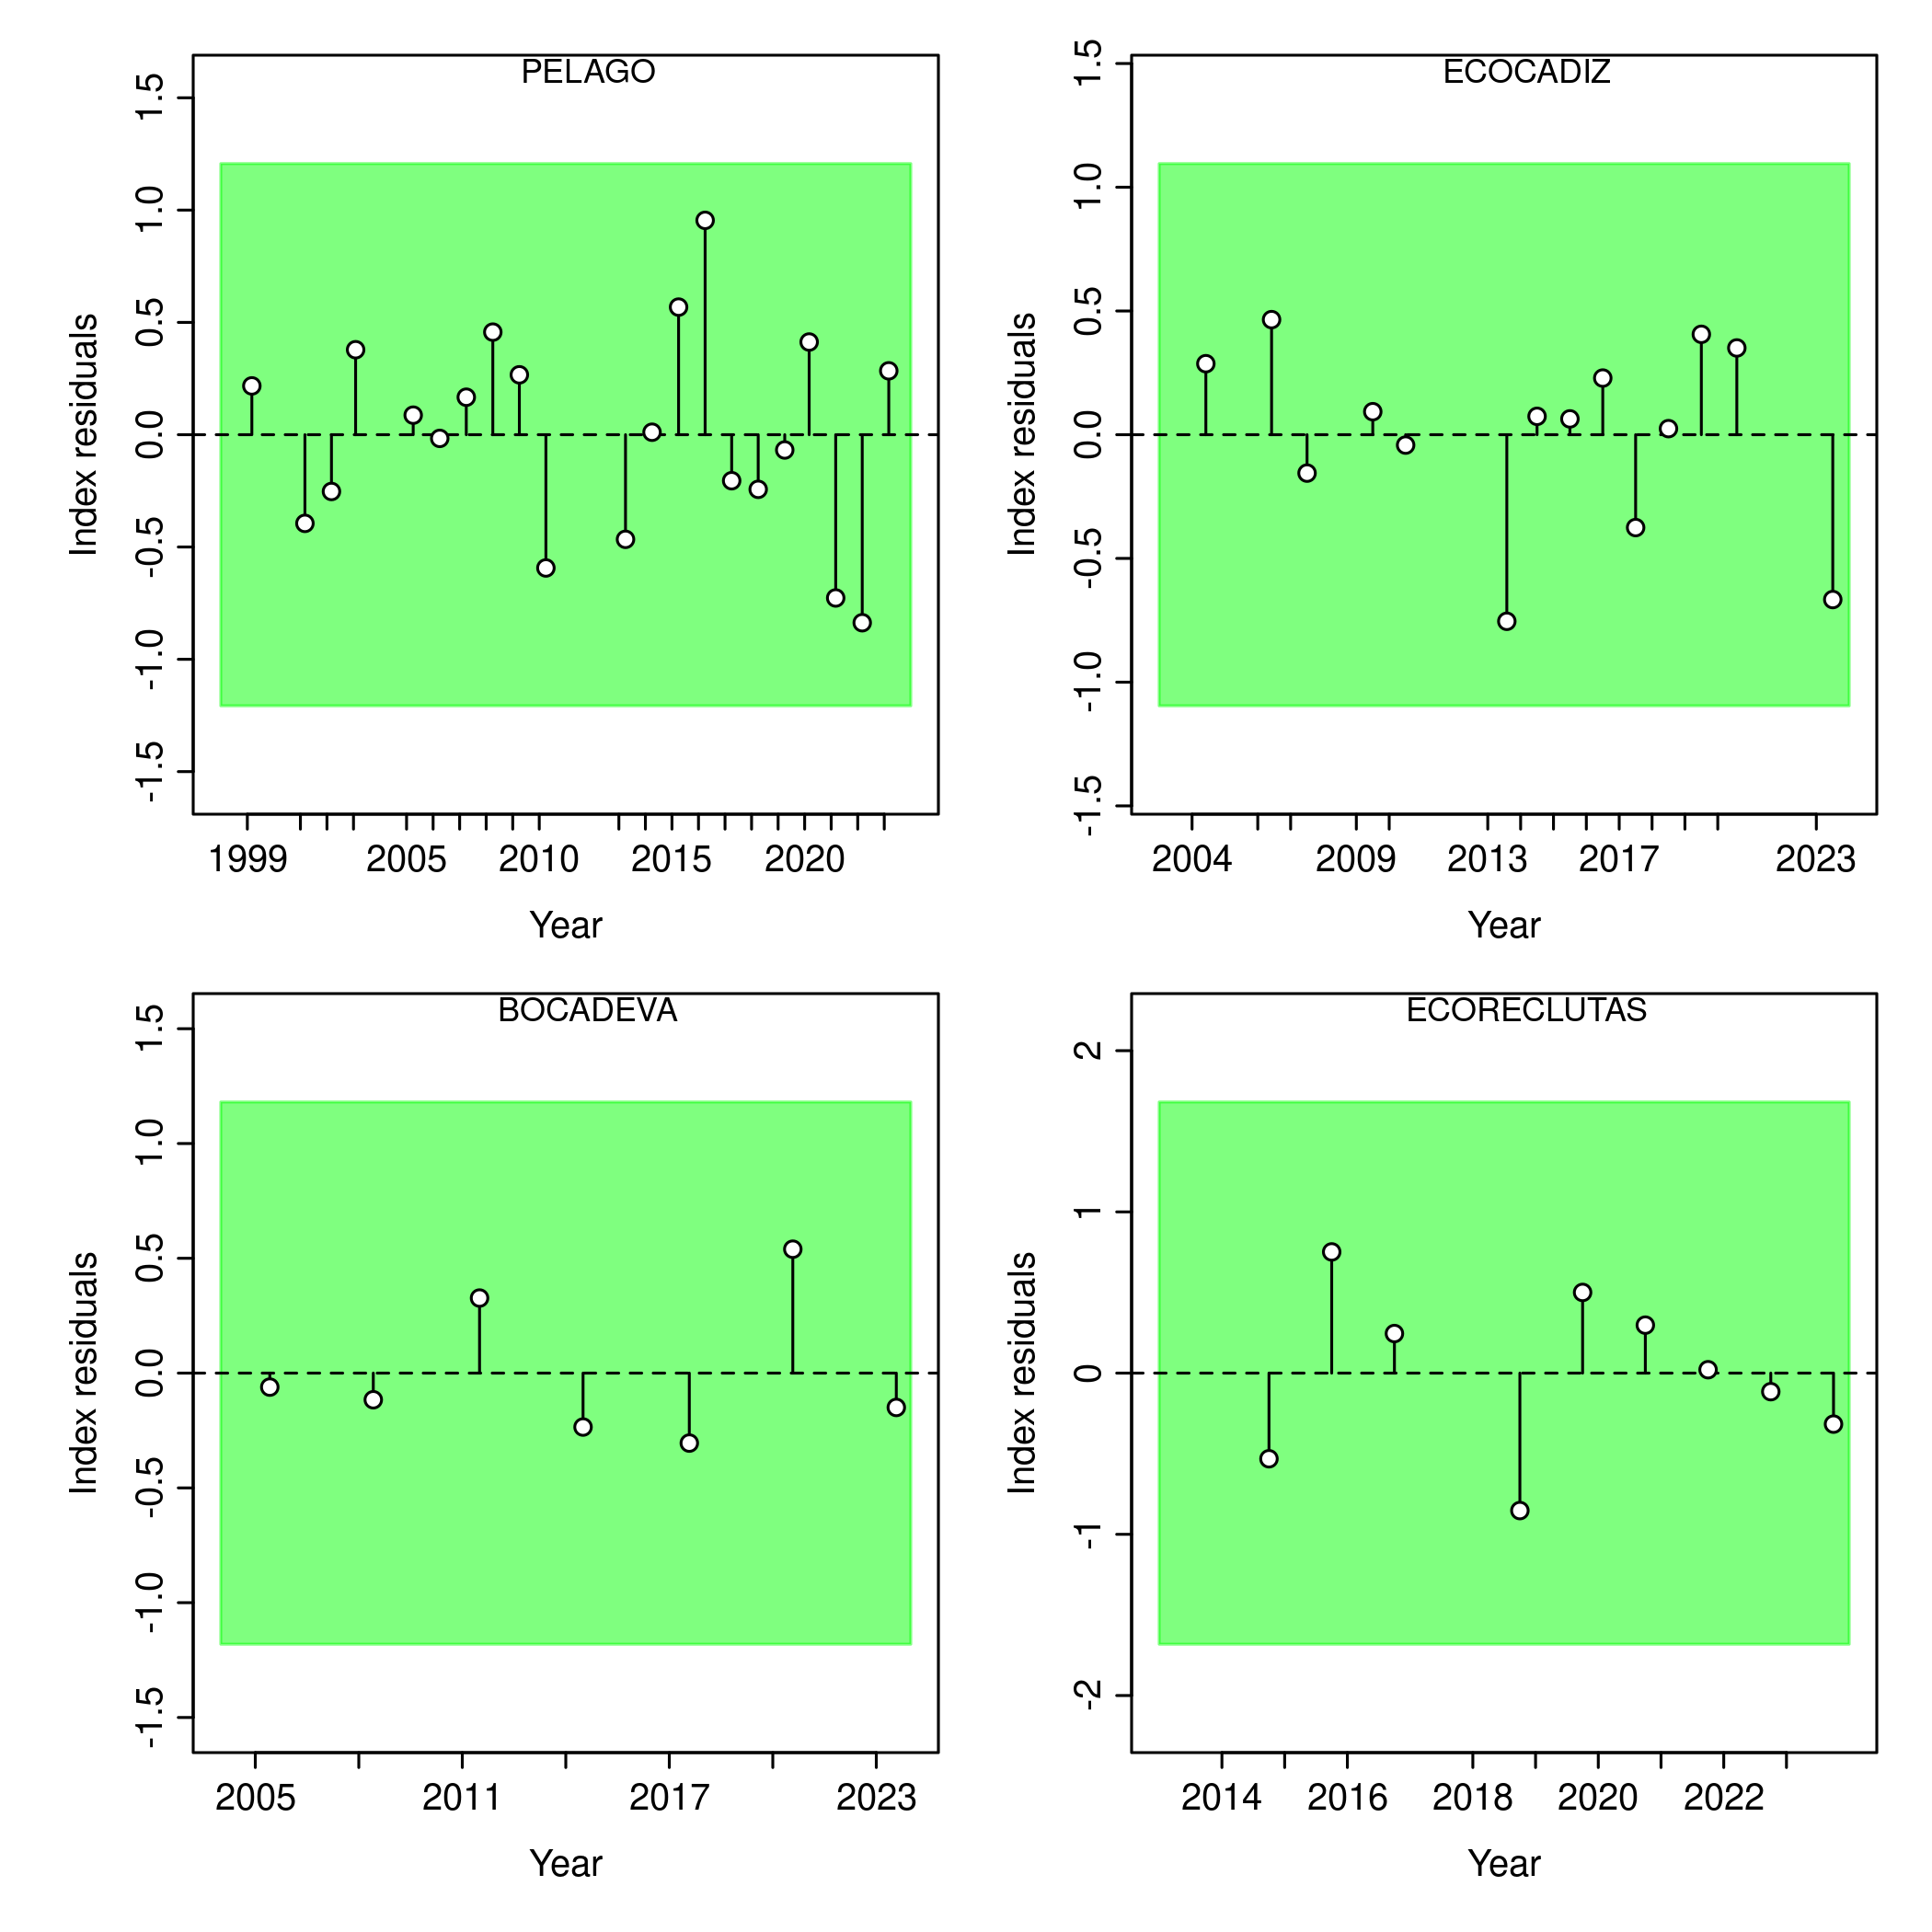 PELAGO
1.5
1.0
0.5
0.0
-0.5
-1.0
-1.5
Index residuals
1999 2005 2010 2015 2020
Year
ECOCADIZ
1.5
1.0
0.5
0.0
-0.5
-1.0
-1.5
Index residuals
2004 2009 2013 2017 2023
Year
BOCADEVA
1.5
1.0
0.5
0.0
-0.5
-1.0
-1.5
Index residuals
2005 2011 2017 2023
Year
ECORECLUTAS
2
1
0
-1
-2
Index residuals
2014 2016 2018 2020 2022
Year